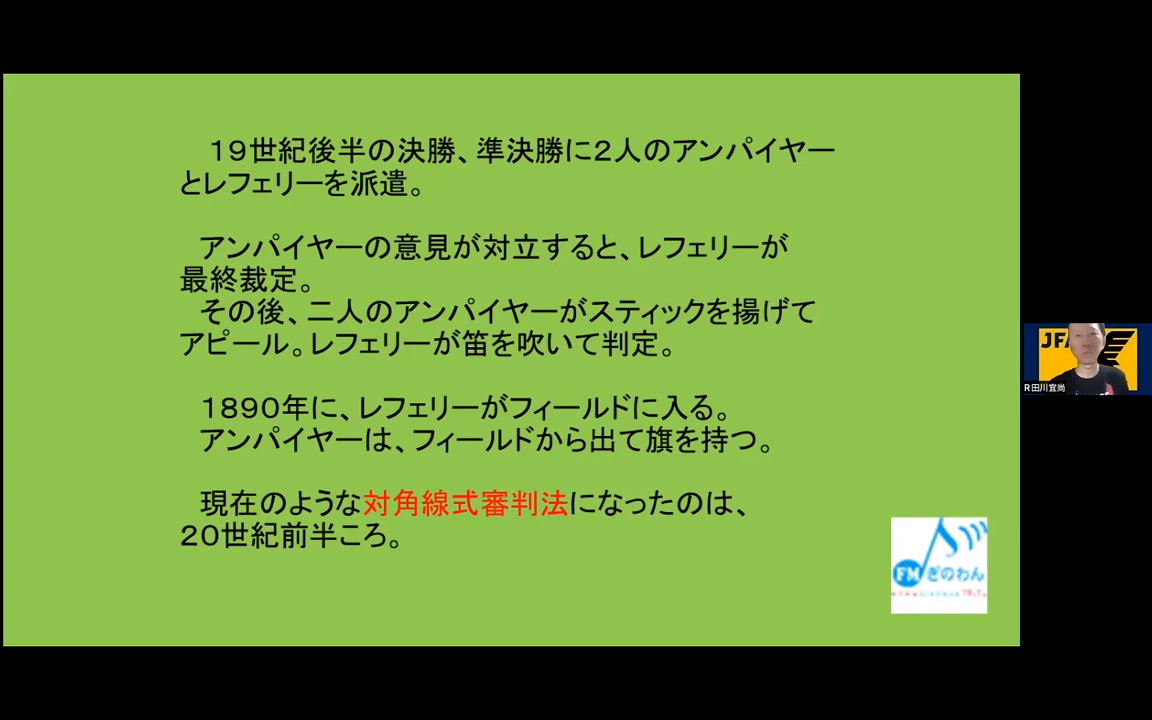 19世紀後半の決勝、準決勝に2人のアンパイヤー
とレフェリーを派遣。
アンパイヤーの意見が対立すると、レフェリーが
最終裁定。
その後、二人のアンパイヤーがスティックを揚げて
アピール。レフェリーが笛を吹いて判定。
1890年に、レフェリーがフィールドに入る。
アンパイヤーは、フィールドから出て旗を持つ。
現在のような対角線式審判法になったのは、
20世紀前半ころ。
FMぎのわん
JFA
R田川宜尚